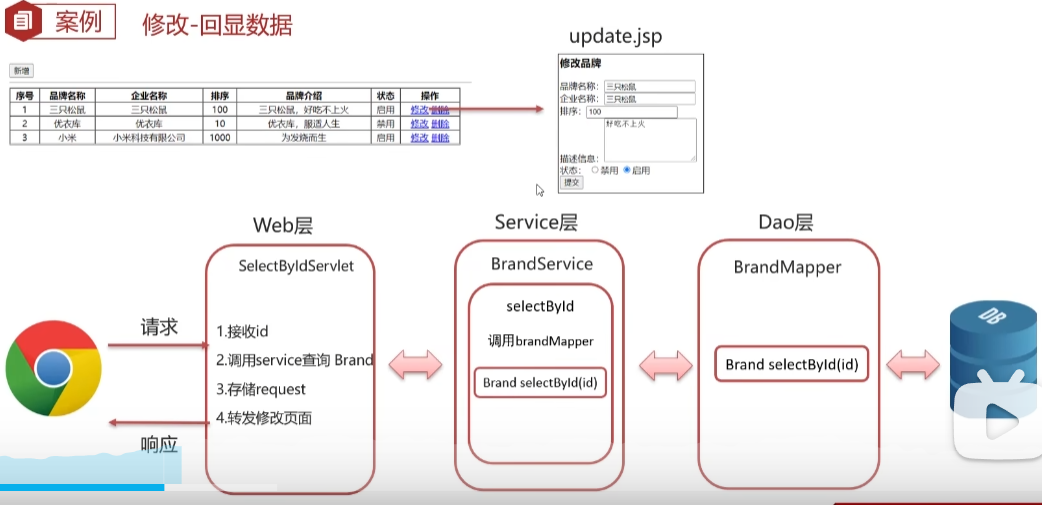 案例
修改-回显数据
update.jsp
新增
序号 品牌名称 企业名称 排序 品牌介绍 状态 操作
1 三只松鼠 三只松鼠 100 三只松鼠，好吃不上火 启用 修改 删除
2 优衣库 优衣库 10 优衣库，服适人生 禁用 修改 删除
3 小米 小米科技有限公司 1000 为发烧而生 启用 修改 删除
修改品牌
品牌名称： 三只松鼠
企业名称： 三只松鼠
排序： 100
好吃不上火
描述信息：
状态： 禁用 启用
提交
Web层
SelectByIdServlet
1.接收id
2.调用service查询 Brand
3.存储request
4.转发修改页面
请求
响应
Service层
BrandService
selectById
调用brandMapper
Brand selectById(id)
Dao层
BrandMapper
Brand selectById(id)
DB